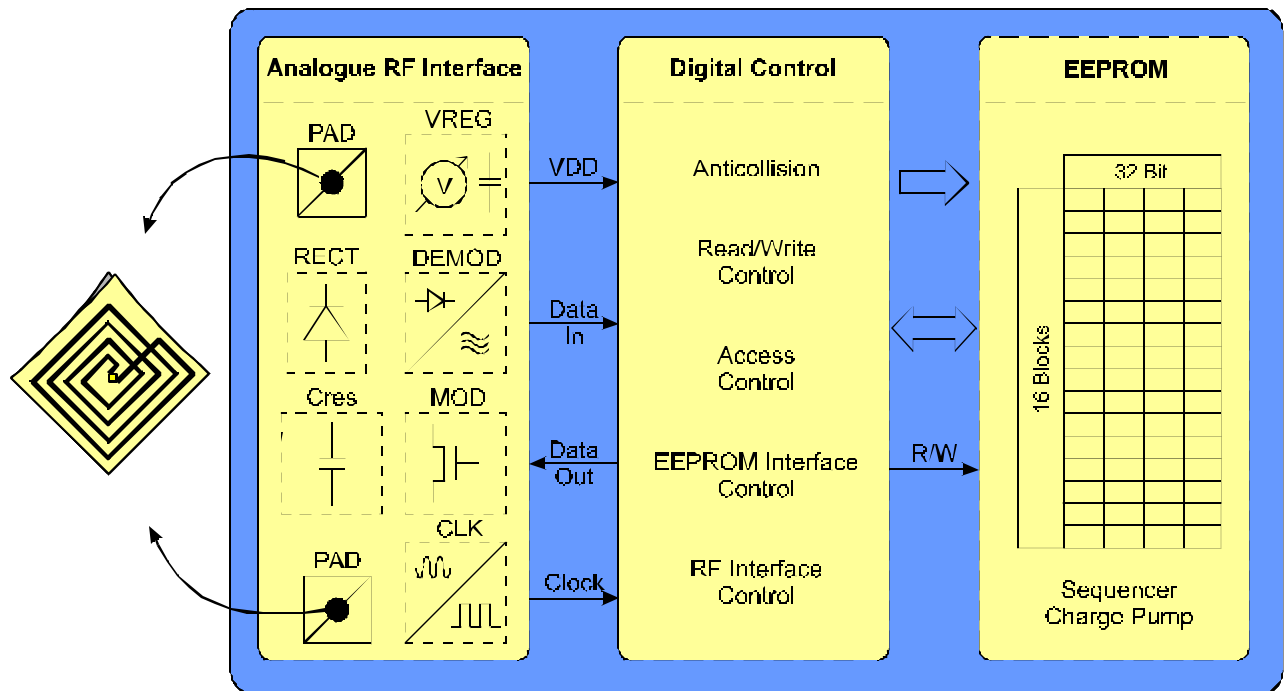 Analogue RF Interface
PAD
VREG
V
RECT
DEMOD
Cres
MOD
PAD
CLK
VDD
Data
In
Data
Out
Clock
Digital Control
Anticollision
Read/Write
Control
Access
Control
EEPROM Interface
Control
RF Interface
Control
R/W
EEPROM
32 Bit
16 Blocks
Sequencer
Charge Pump